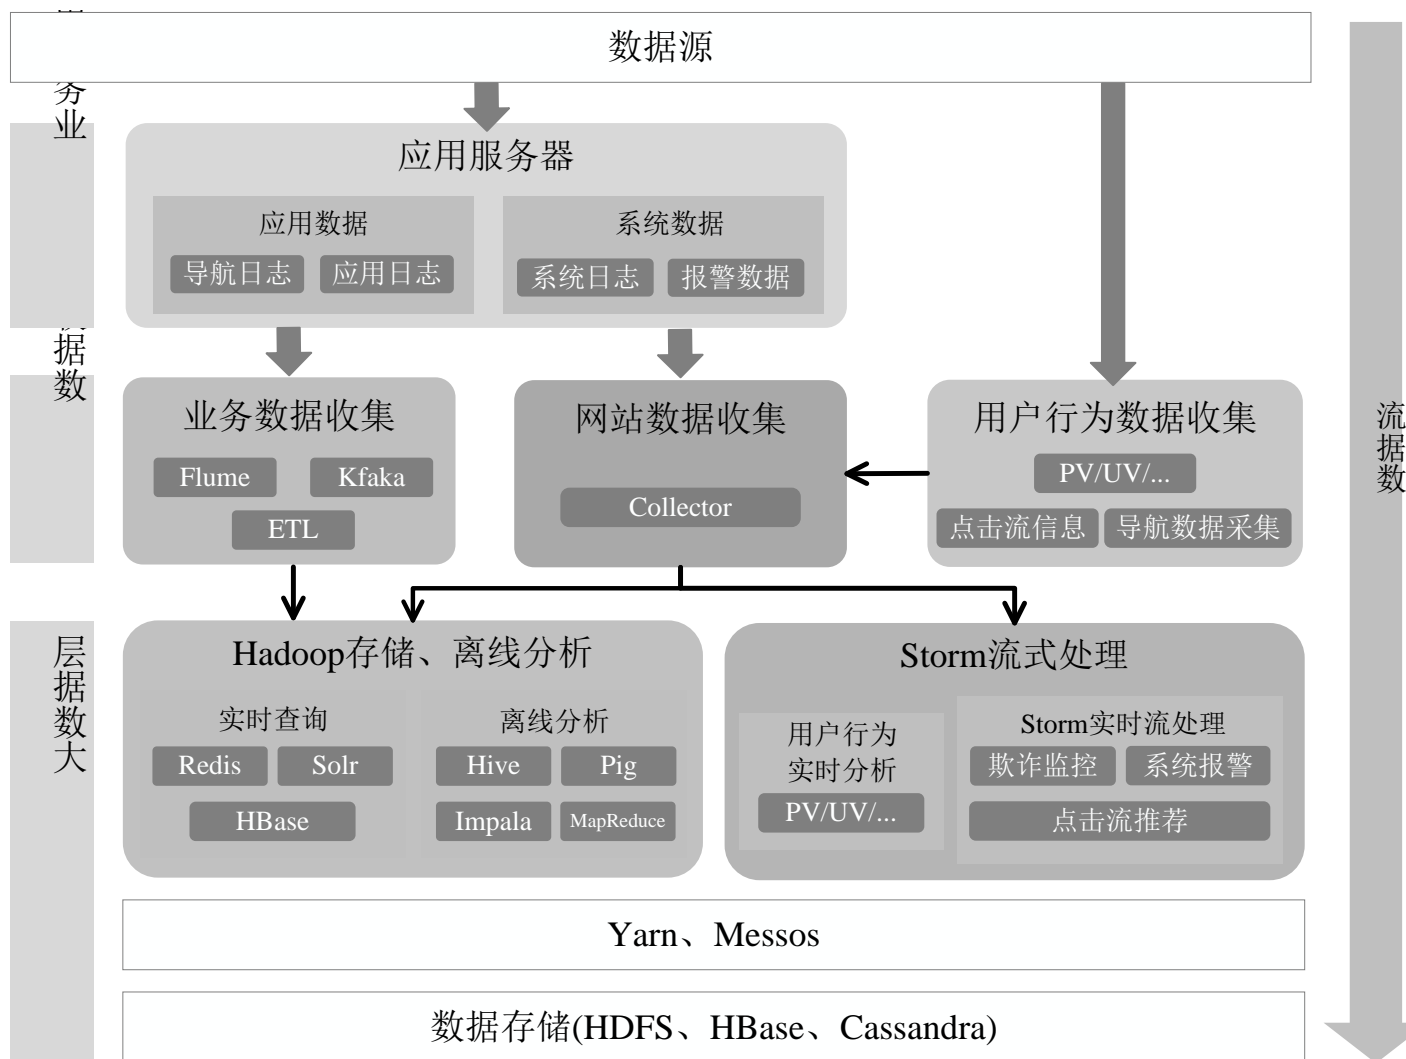 数据源
务业
应用服务器
应用数据
系统数据
导航日志
应用日志
系统日志
报警数据
据数
业务数据收集
Flume
Kfaka
ETL
网站数据收集
Collector
用户行为数据收集
PV/UV/...
点击流信息
导航数据采集
流据数
层据数大
Hadoop存储、离线分析
实时查询
Redis
Solr
HBase
离线分析
Hive
Pig
Impala
MapReduce
Storm流式处理
用户行为
实时分析
PV/UV/...
Storm实时流处理
欺诈监控
系统报警
点击流推荐
Yarn、Messos
数据存储(HDFS、HBase、Cassandra)